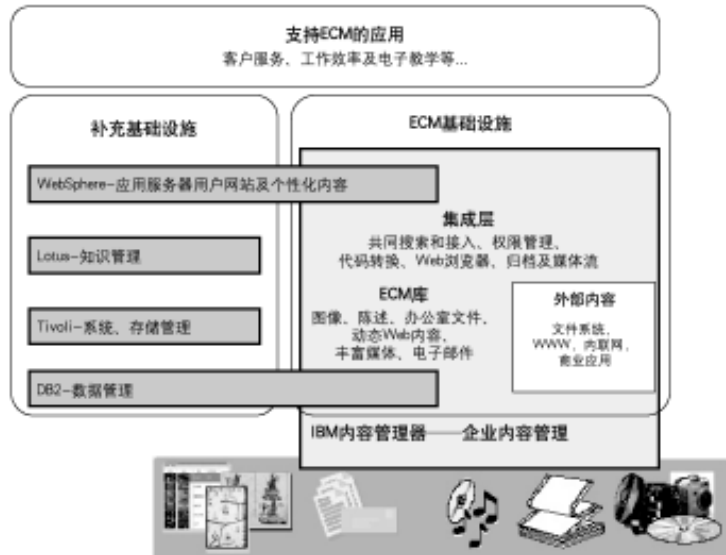 支持ECM的应用
客户服务、工作效率及电子教学等...
补充基础设施
WebSphere-应用服务器用户网站及个性化内容
Lotus-知识管理
Tivoli-系统、存储管理
DB2-数据管理
ECM基础设施
集成层
共同搜索和接入、权限管理、
代码转换、Web浏览器、归档及媒体流
ECM库
图像、陈述、办公室文件、
动态Web内容、
丰富媒体、电子邮件
外部内容
文件系统、
WWW、内联网、
商业应用
IBM内容管理器——企业内容管理